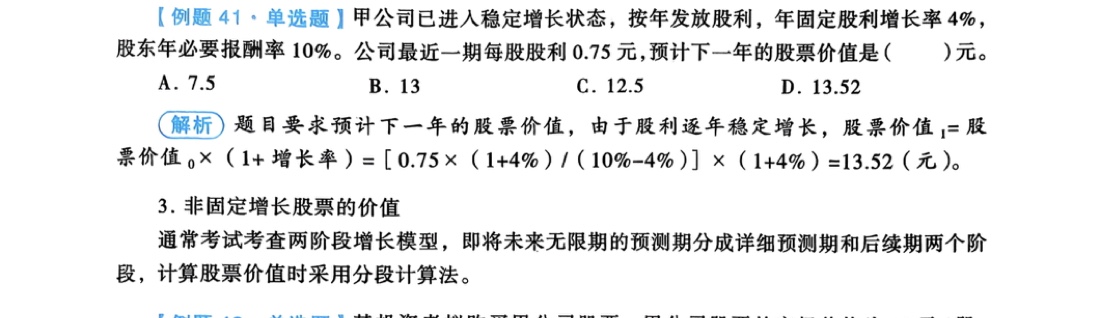 【例题 41·单选题】甲公司已进入稳定增长状态，按年发放股利，年固定股利增长率 4%，
股东年必要报酬率 10%。公司最近一期每股股利 0.75 元，预计下一年的股票价值是（　　）元。
A. 7.5　B. 13　C. 12.5　D. 13.52
解析 题目要求预计下一年的股票价值，由于股利逐年稳定增长，股票价值₁=股
票价值₀×（1+增长率）=［0.75×（1+4%）/（10%-4%）］×（1+4%）=13.52（元）。
3. 非固定增长股票的价值
通常考试考查两阶段增长模型，即将未来无限期的预测期分成详细预测期和后续期两个阶
段，计算股票价值时采用分段计算法。